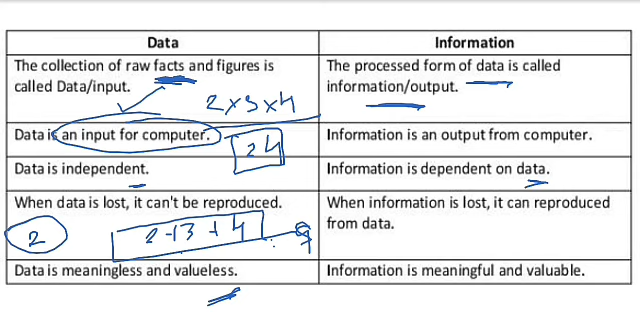 Data
Information
The collection of raw facts and figures is
called Data/input.
The processed form of data is called
information/output.
2×3×4
Data is an input for computer.
24
Information is an output from computer.
Data is independent.
Information is dependent on data.
When data is lost, it can't be reproduced.
When information is lost, it can reproduced
from data.
2
2+3+4
9
Data is meaningless and valueless.
Information is meaningful and valuable.